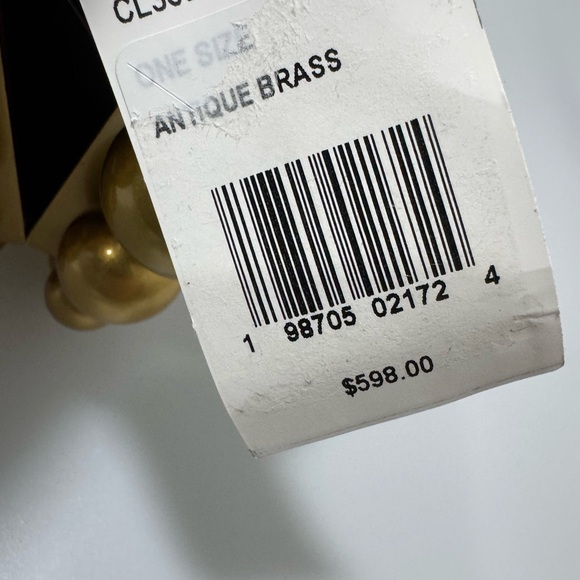 ONE SIZE
ANTIQUE BRASS
1 98705 02172 4
$598.00